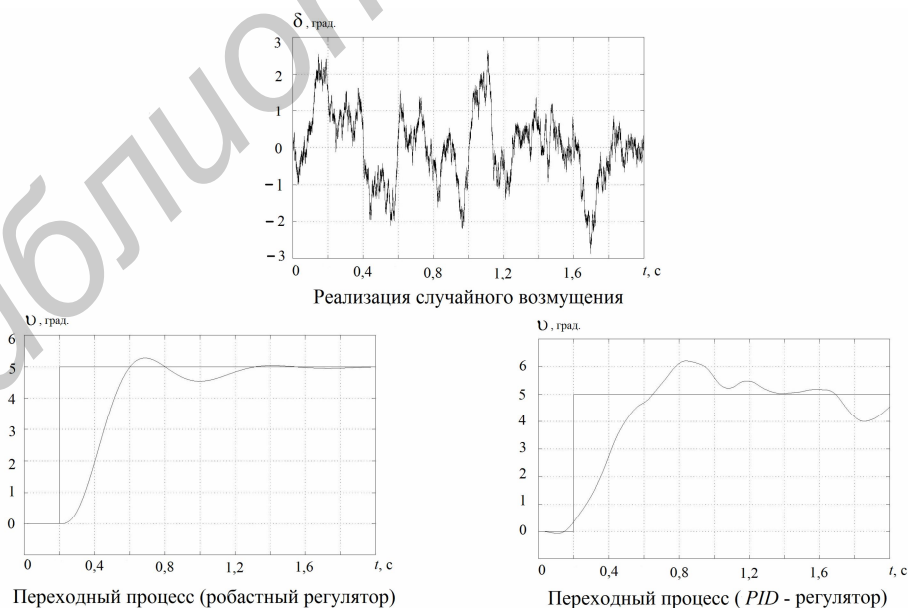 δ , град.
3
2
1
0
– 1
– 2
– 3
0 0,4 0,8 1,2 1,6 t, с
Реализация случайного возмущения
υ , град.
6
5
4
3
2
1
0
0 0,4 0,8 1,2 1,6 t, с
Переходный процесс (робастный регулятор)
υ , град.
6
5
4
3
2
1
0
0 0,4 0,8 1,2 1,6 t, с
Переходный процесс ( PID - регулятор)